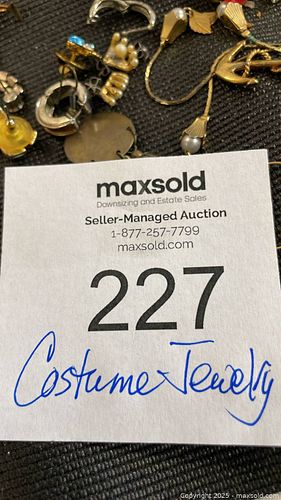 maxsold
Downsizing and Estate Sales
Seller-Managed Auction
1-877-257-7799
maxsold.com
227
Costume Jewelry
Copyright 2025 - maxsold.com